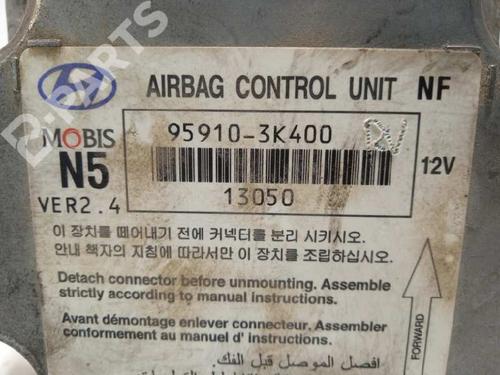 B-PARTS
AIRBAG CONTROL UNIT NF
MOBIS
95910-3K400
N5
12V
VER2.4
13050
이 장치를 떼어내기 전에 커넥터를 분리 시키시오.
안내 책자의 지침에 따라서만 이 장치를 조립하십시오.
Detach connector before unmounting. Assemble
strictly according to manual instructions.
Avant démontage enlever connecteur. Assembler
conformement au manuel d' instructions.
FORWARD
افصل الموصل قبل الفك.